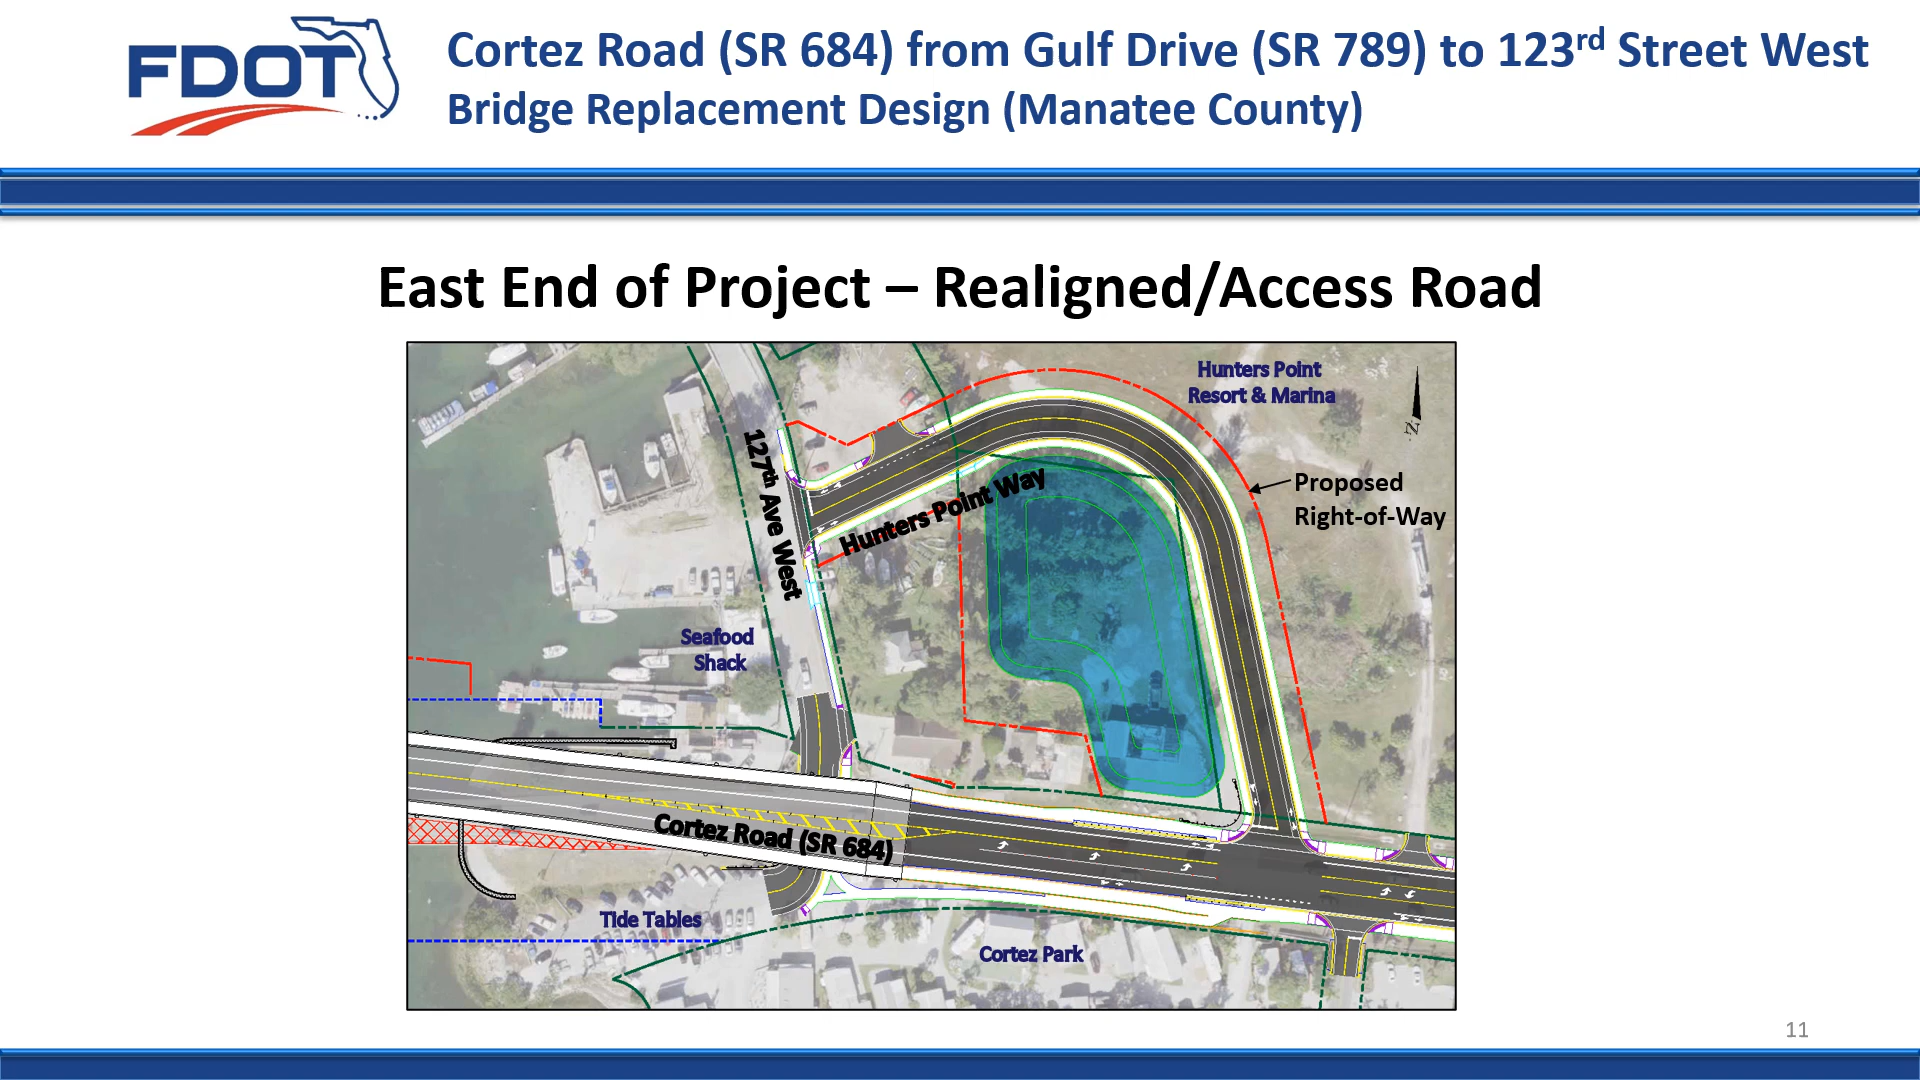 FDOT
Cortez Road (SR 684) from Gulf Drive (SR 789) to 123rd Street West
Bridge Replacement Design (Manatee County)
East End of Project – Realigned/Access Road
Hunters Point
Resort & Marina
N
127th Ave West
Proposed
Right-of-Way
Hunters Point Way
Seafood
Shack
Cortez Road (SR 684)
Tide Tables
Cortez Park
11